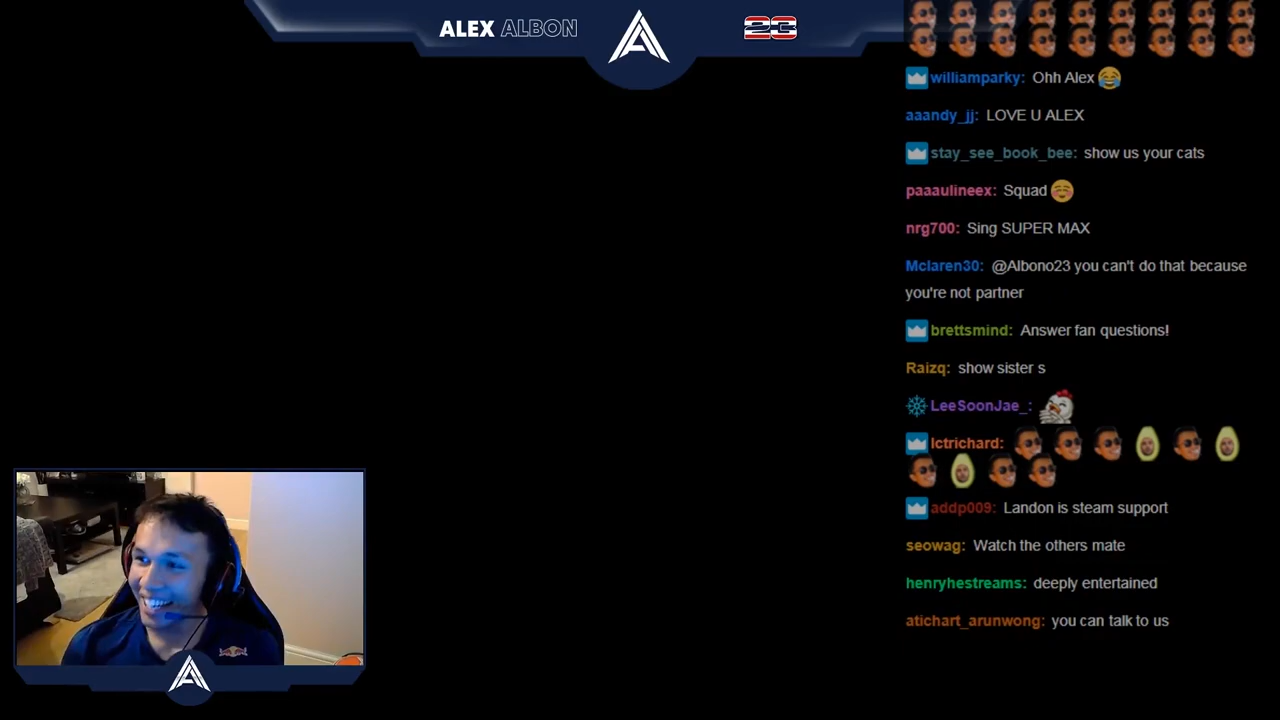 ALEX ALBON
23
williamparky: Ohh Alex
aaandy_jj: LOVE U ALEX
stay_see_book_bee: show us your cats
paaaulineex: Squad
nrg700: Sing SUPER MAX
Mclaren30: @Albono23 you can't do that because
you're not partner
brettsmind: Answer fan questions!
Raizq: show sister s
LeeSoonJae_:
lctrichard:
addp009: Landon is steam support
seowag: Watch the others mate
henryhestreams: deeply entertained
atichart_arunwong: you can talk to us